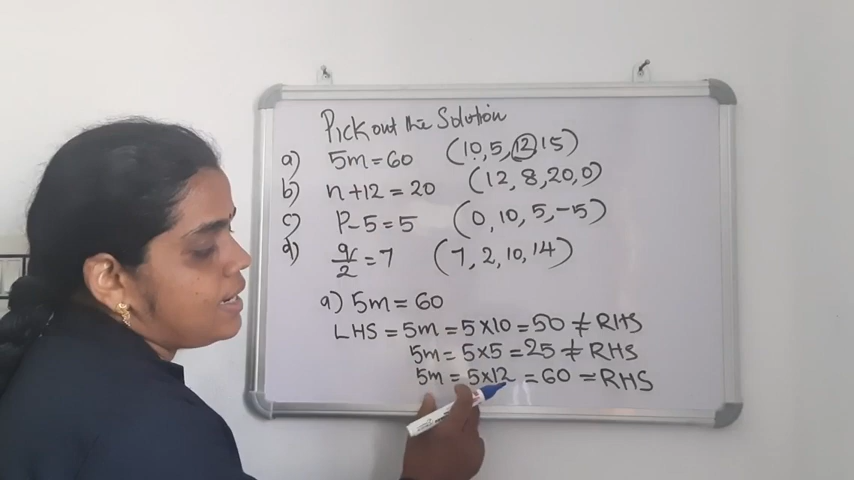 Pick out the Solution
a) 5m = 60 (10, 5, 12, 15)
b) n + 12 = 20 (12, 8, 20, 0)
c) P - 5 = 5 (0, 10, 5, -5)
d) q/2 = 7 (7, 2, 10, 14)
a) 5m = 60
LHS = 5m = 5 × 10 = 50 ≠ RHS
5m = 5 × 5 = 25 ≠ RHS
5m = 5 × 12 = 60 = RHS